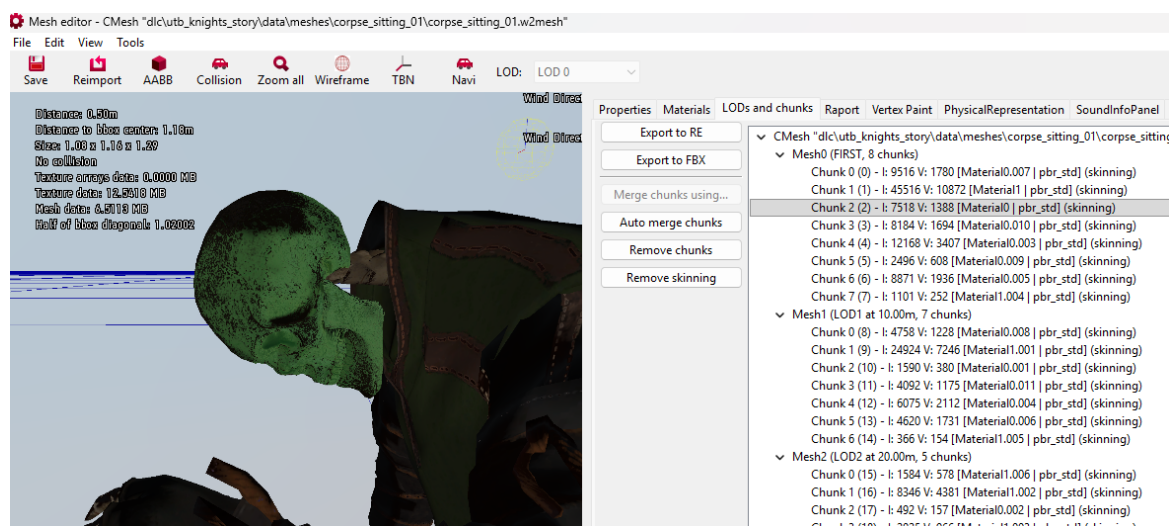 Mesh editor - CMesh "dlc\utb_knights_story\data\meshes\corpse_sitting_01\corpse_sitting_01.w2mesh"
File Edit View Tools
Save Reimport AABB Collision Zoom all Wireframe TBN Navi LOD: LOD 0
Distance: 0.50m
Distance to bbox center: 1.18m
Size: 1.08 x 1.16 x 1.29
No collision
Texture arrays data: 0.0000 MB
Texture data: 12.5418 MB
Mesh data: 6.5113 MB
Half of bbox diagonal: 1.02002
Wind Direc
Wind Direc
Properties Materials LODs and chunks Raport Vertex Paint PhysicalRepresentation SoundInfoPanel
Export to RE
Export to FBX
Merge chunks using...
Auto merge chunks
Remove chunks
Remove skinning
CMesh "dlc\utb_knights_story\data\meshes\corpse_sitting_01\corpse_sitting
Mesh0 (FIRST, 8 chunks)
Chunk 0 (0) - I: 9516 V: 1780 [Material0.007 | pbr_std] (skinning)
Chunk 1 (1) - I: 45516 V: 10872 [Material1 | pbr_std] (skinning)
Chunk 2 (2) - I: 7518 V: 1388 [Material0 | pbr_std] (skinning)
Chunk 3 (3) - I: 8184 V: 1694 [Material0.010 | pbr_std] (skinning)
Chunk 4 (4) - I: 12168 V: 3407 [Material0.003 | pbr_std] (skinning)
Chunk 5 (5) - I: 2496 V: 608 [Material0.009 | pbr_std] (skinning)
Chunk 6 (6) - I: 8871 V: 1936 [Material0.005 | pbr_std] (skinning)
Chunk 7 (7) - I: 1101 V: 252 [Material1.004 | pbr_std] (skinning)
Mesh1 (LOD1 at 10.00m, 7 chunks)
Chunk 0 (8) - I: 4758 V: 1228 [Material0.008 | pbr_std] (skinning)
Chunk 1 (9) - I: 24924 V: 7246 [Material1.001 | pbr_std] (skinning)
Chunk 2 (10) - I: 1590 V: 380 [Material0.001 | pbr_std] (skinning)
Chunk 3 (11) - I: 4092 V: 1175 [Material0.011 | pbr_std] (skinning)
Chunk 4 (12) - I: 6075 V: 2112 [Material0.004 | pbr_std] (skinning)
Chunk 5 (13) - I: 4620 V: 1731 [Material0.006 | pbr_std] (skinning)
Chunk 6 (14) - I: 366 V: 154 [Material1.005 | pbr_std] (skinning)
Mesh2 (LOD2 at 20.00m, 5 chunks)
Chunk 0 (15) - I: 1584 V: 578 [Material1.006 | pbr_std] (skinning)
Chunk 1 (16) - I: 8346 V: 4381 [Material1.002 | pbr_std] (skinning)
Chunk 2 (17) - I: 492 V: 157 [Material0.002 | pbr_std] (skinning)